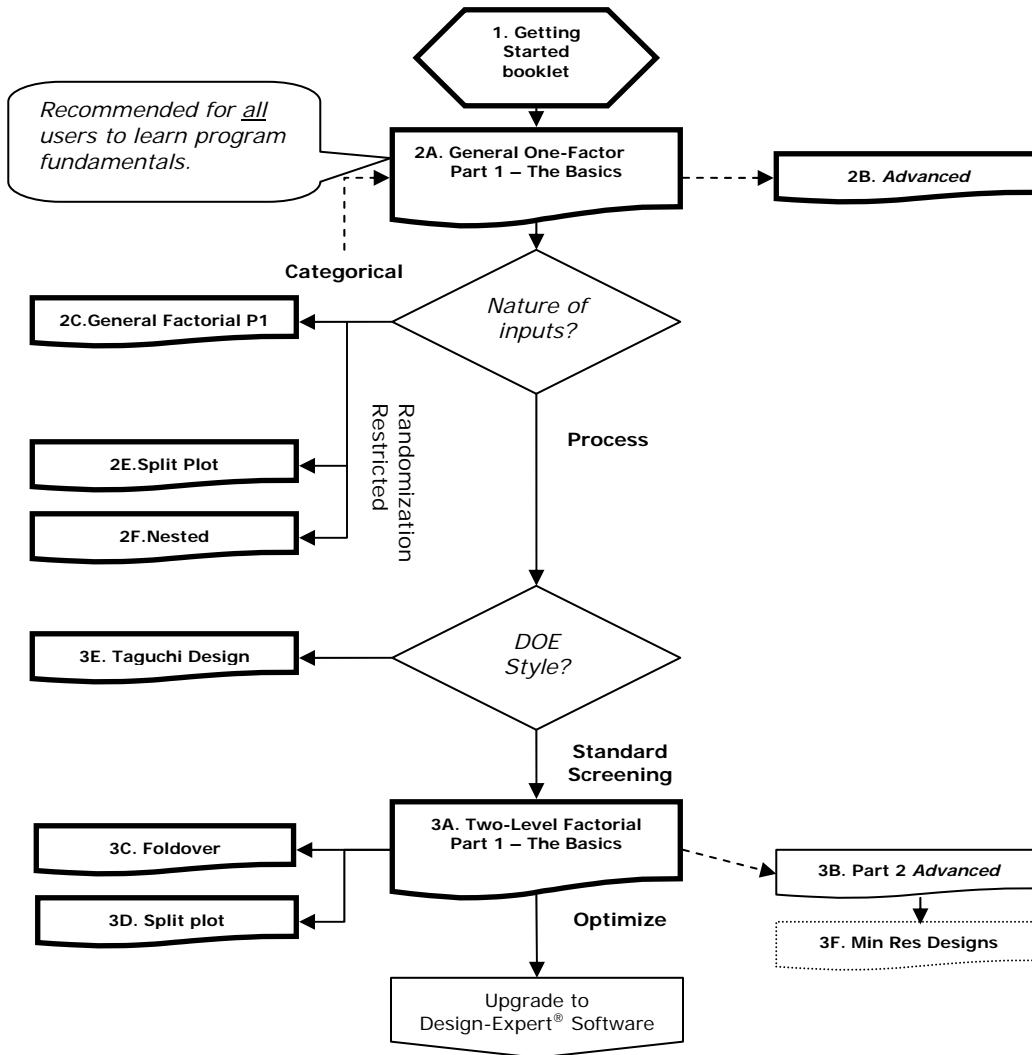 1. Getting
Started
booklet
Recommended for all
users to learn program
fundamentals.
2A. General One-Factor
Part 1 – The Basics
2B. Advanced
Categorical
2C.General Factorial P1
Nature of
inputs?
Randomization
Restricted
Process
2E.Split Plot
2F.Nested
3E. Taguchi Design
DOE
Style?
Standard
Screening
3A. Two-Level Factorial
Part 1 – The Basics
3C. Foldover
3B. Part 2 Advanced
3D. Split plot
Optimize
3F. Min Res Designs
Upgrade to
Design-Expert® Software